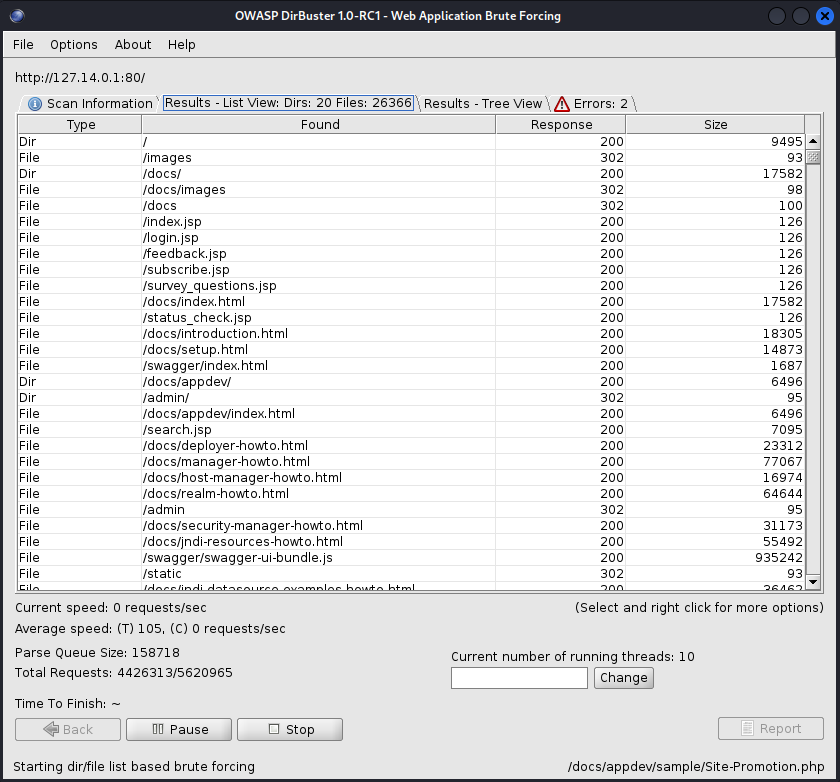 OWASP DirBuster 1.0-RC1 - Web Application Brute Forcing
File Options About Help
http://127.14.0.1:80/
Scan Information Results - List View: Dirs: 20 Files: 26366 Results - Tree View Errors: 2
Type Found Response Size
Dir / 200 9495
File /images 302 93
Dir /docs/ 200 17582
File /docs/images 302 98
File /docs 302 100
File /index.jsp 200 126
File /login.jsp 200 126
File /feedback.jsp 200 126
File /subscribe.jsp 200 126
File /survey_questions.jsp 200 126
File /docs/index.html 200 17582
File /status_check.jsp 200 126
File /docs/introduction.html 200 18305
File /docs/setup.html 200 14873
File /swagger/index.html 200 1687
Dir /docs/appdev/ 200 6496
Dir /admin/ 302 95
File /docs/appdev/index.html 200 6496
File /search.jsp 200 7095
File /docs/deployer-howto.html 200 23312
File /docs/manager-howto.html 200 77067
File /docs/host-manager-howto.html 200 16974
File /docs/realm-howto.html 200 64644
File /admin 302 95
File /docs/security-manager-howto.html 200 31173
File /docs/jndi-resources-howto.html 200 55492
File /swagger/swagger-ui-bundle.js 200 935242
File /static 302 93
File /docs/jndi-datasource-examples-howto.html 200 36462
Current speed: 0 requests/sec (Select and right click for more options)
Average speed: (T) 105, (C) 0 requests/sec
Parse Queue Size: 158718 Current number of running threads: 10
Total Requests: 4426313/5620965 Change
Time To Finish: ~
Back Pause Stop Report
Starting dir/file list based brute forcing /docs/appdev/sample/Site-Promotion.php